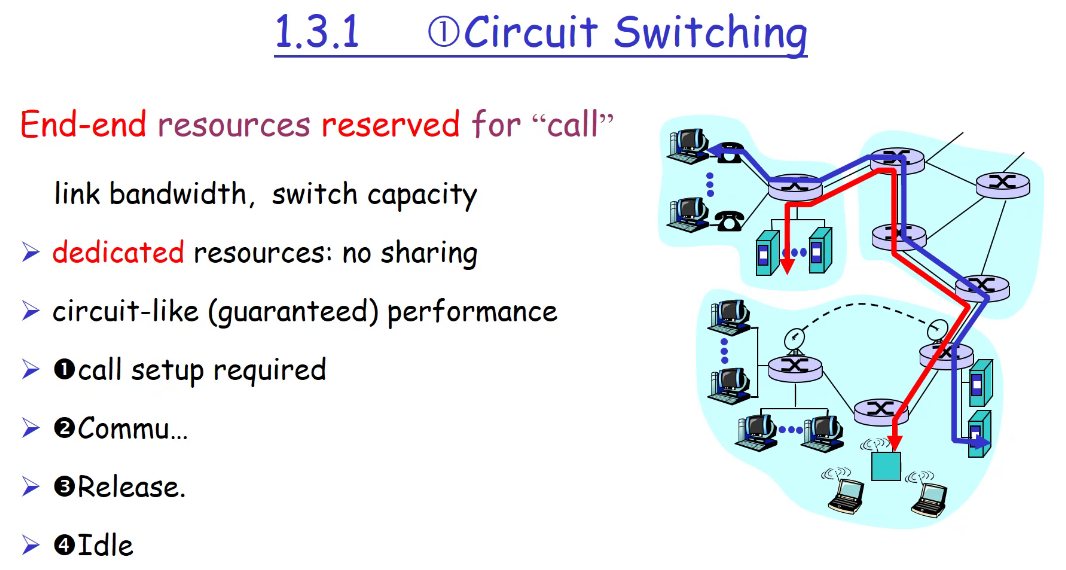 1.3.1 ①Circuit Switching
End-end resources reserved for “call”
link bandwidth, switch capacity
➢ dedicated resources: no sharing
➢ circuit-like (guaranteed) performance
➢ ❶call setup required
➢ ❷Commu…
➢ ❸Release.
➢ ❹Idle